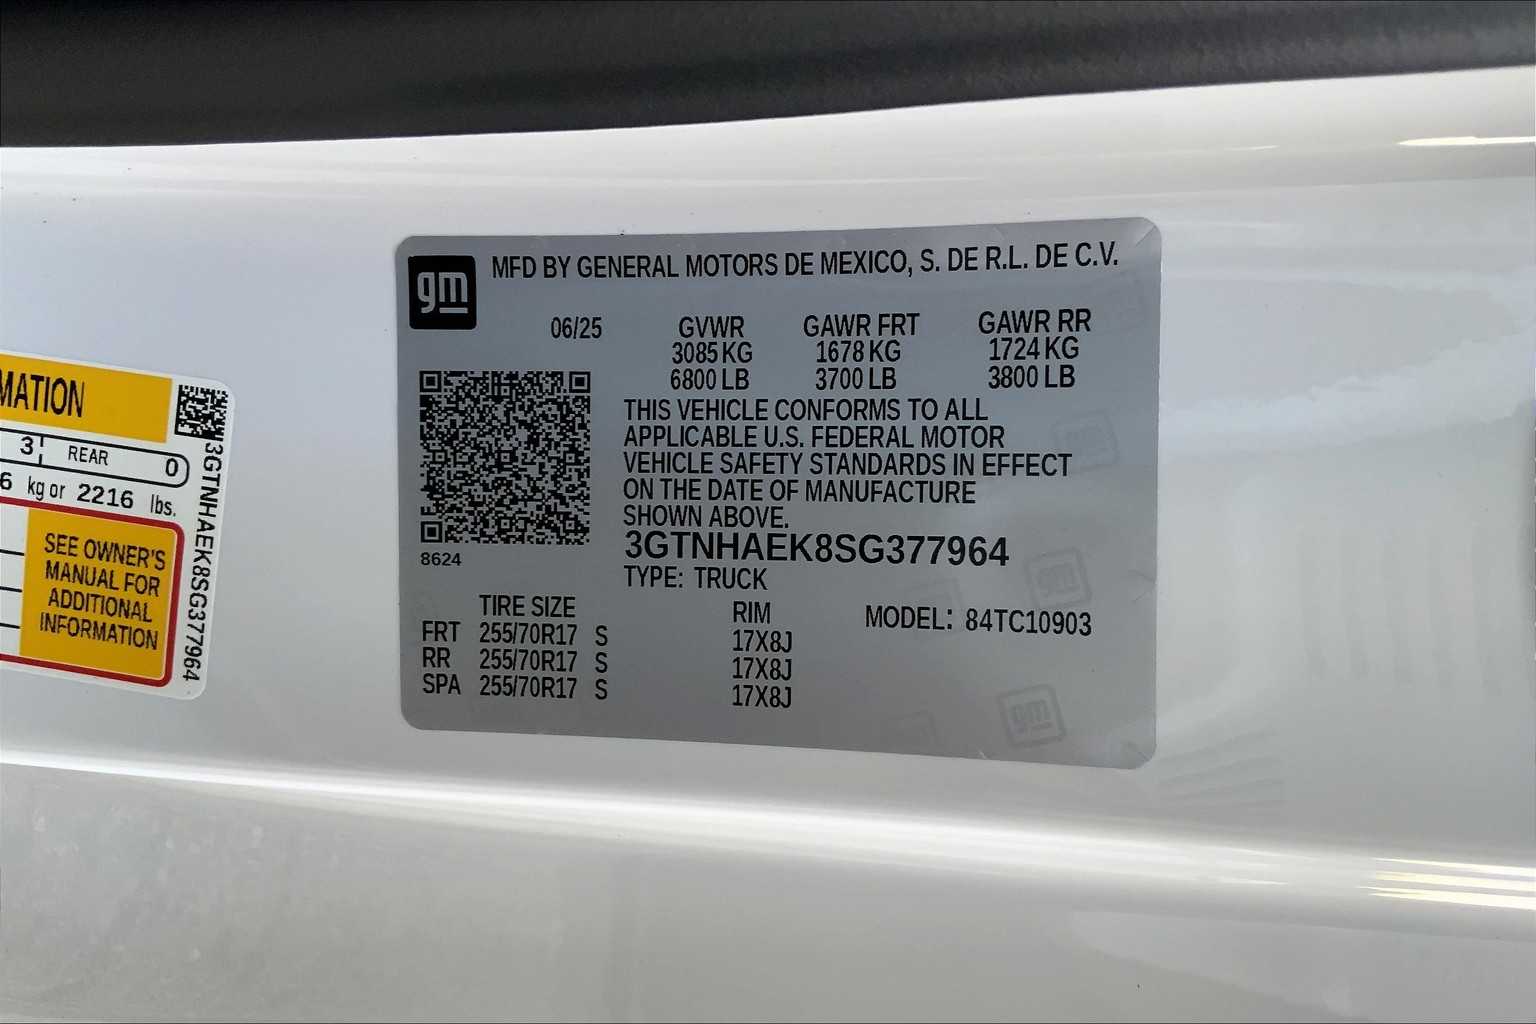 gm
MFD BY GENERAL MOTORS DE MEXICO, S. DE R.L. DE C.V.
06/25 GVWR GAWR FRT GAWR RR
3085 KG 1678 KG 1724 KG
6800 LB 3700 LB 3800 LB
THIS VEHICLE CONFORMS TO ALL
APPLICABLE U.S. FEDERAL MOTOR
VEHICLE SAFETY STANDARDS IN EFFECT
ON THE DATE OF MANUFACTURE
SHOWN ABOVE.
8624
3GTNHAEK8SG377964
TYPE: TRUCK
TIRE SIZE RIM MODEL: 84TC10903
FRT 255/70R17 S 17X8J
RR 255/70R17 S 17X8J
SPA 255/70R17 S 17X8J
MATION
3 REAR 0
6 kg or 2216 lbs.
SEE OWNER'S
MANUAL FOR
ADDITIONAL
INFORMATION
3GTNHAEK8SG377964
gm
gm
gm